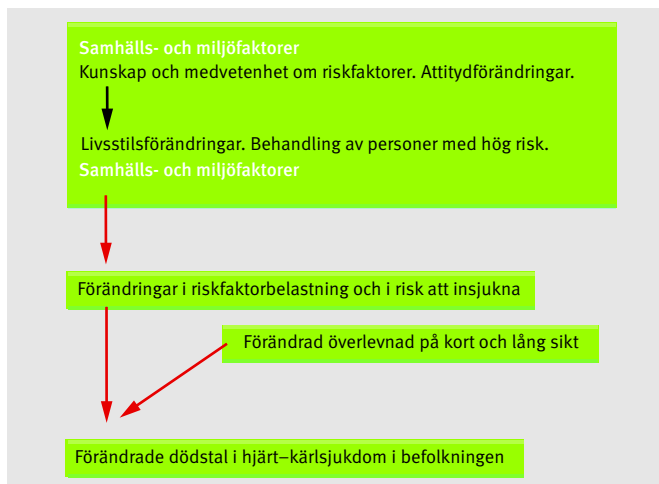 Samhälls- och miljöfaktorer
Kunskap och medvetenhet om riskfaktorer. Attitydförändringar.
Livsstilsförändringar. Behandling av personer med hög risk.
Samhälls- och miljöfaktorer
Förändringar i riskfaktorbelastning och i risk att insjukna
Förändrad överlevnad på kort och lång sikt
Förändrade dödstal i hjärt–kärlsjukdom i befolkningen